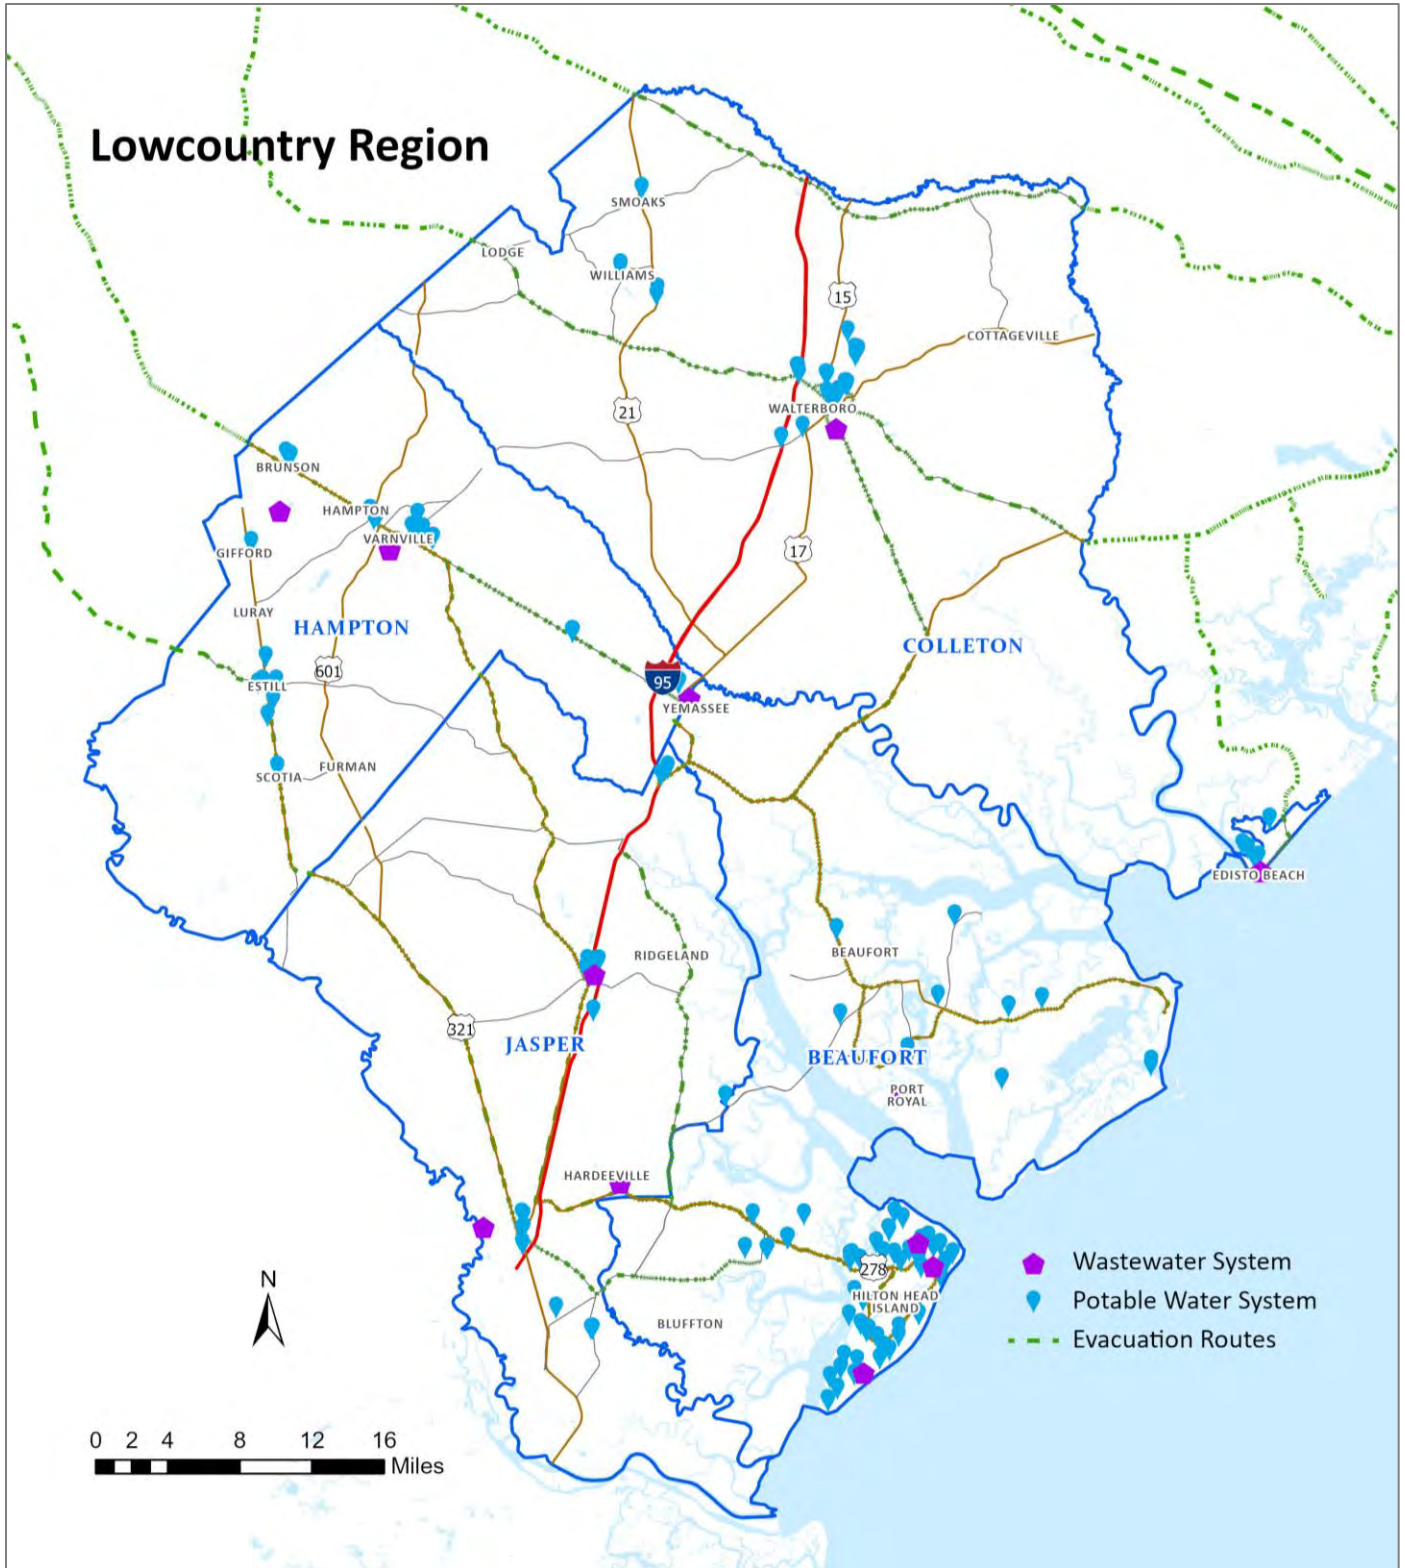 Lowcountry Region
SMOAKS
LODGE
WILLIAMS
15
COTTAGEVILLE
21
WALTERBORO
BRUNSON
HAMPTON
VARNVILLE
GIFFORD
17
LURAY
HAMPTON
COLLETON
601
95
ESTILL
YEMASSEE
SCOTIA
FURMAN
EDISTO BEACH
BEAUFORT
RIDGELAND
321
JASPER
BEAUFORT
PORT
ROYAL
HARDEEVILLE
278
HILTON HEAD
ISLAND
BLUFFTON
Wastewater System
Potable Water System
Evacuation Routes
N
0 2 4 8 12 16
Miles